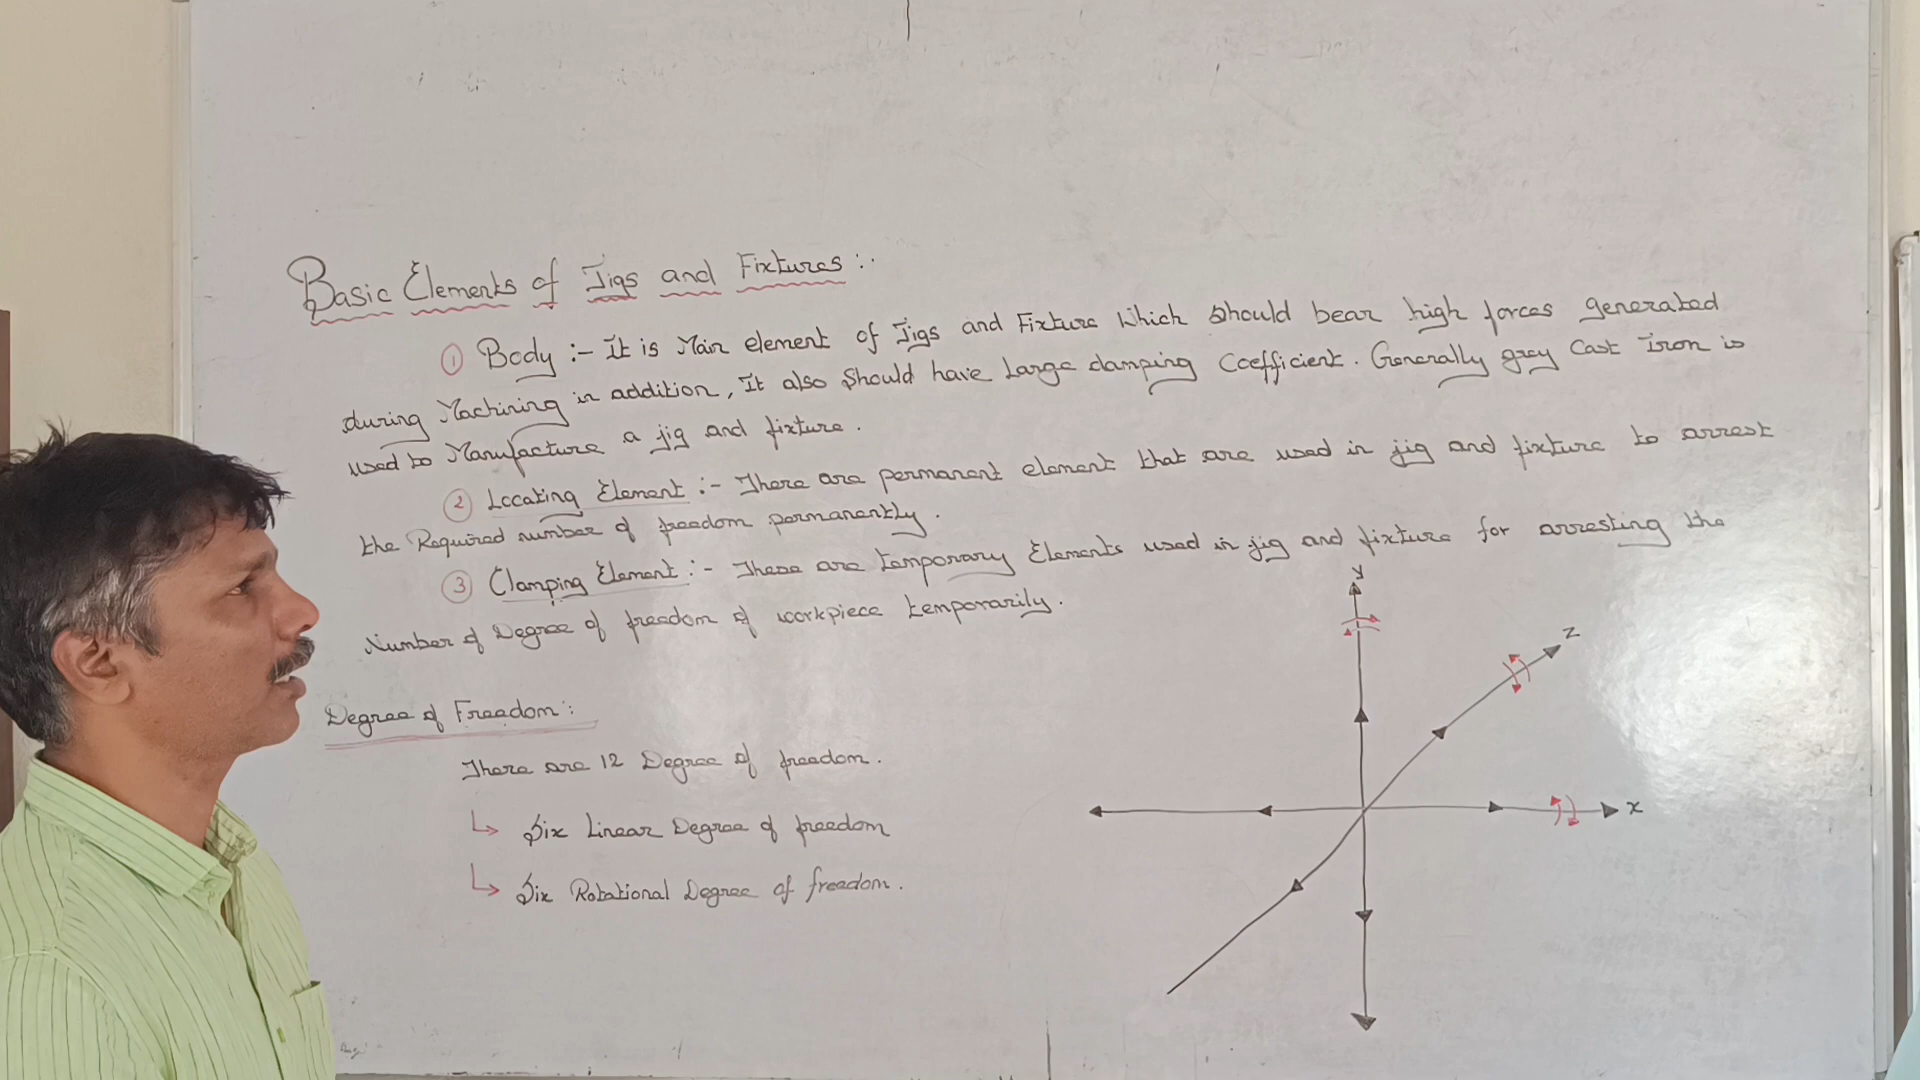 Basic Elements of Jigs and Fixtures :-
① Body :- It is Main element of Jigs and Fixture Which Should bear high forces generated
during Machining in addition, It also Should have Large damping Coefficient. Generally grey Cast Iron is
used to Manufacture a jig and fixture.
② Locating Element :- There are permanent element that are used in jig and fixture to arrest
the Required number of freedom permanently.
③ Clamping Element :- These are temporary Elements used in jig and fixture for arresting the
Number of Degree of freedom of workpiece temporarily.
Degree of Freedom :
There are 12 Degree of freedom.
Six Linear Degree of freedom
Six Rotational Degree of freedom.
y
z
x